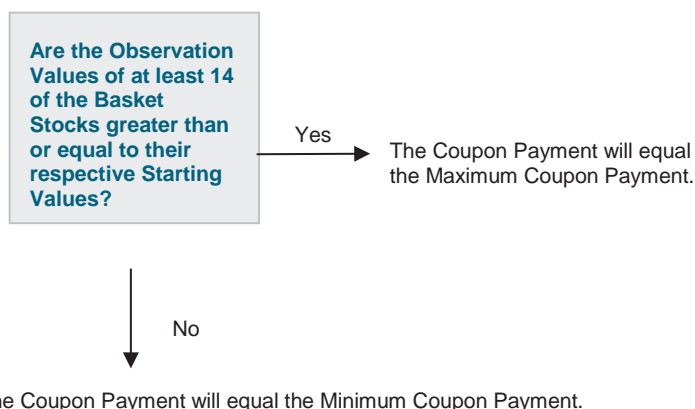 Are the Observation
Values of at least 14
of the Basket
Stocks greater than
or equal to their
respective Starting
Values?
Yes
The Coupon Payment will equal
the Maximum Coupon Payment.
No
he Coupon Payment will equal the Minimum Coupon Payment.